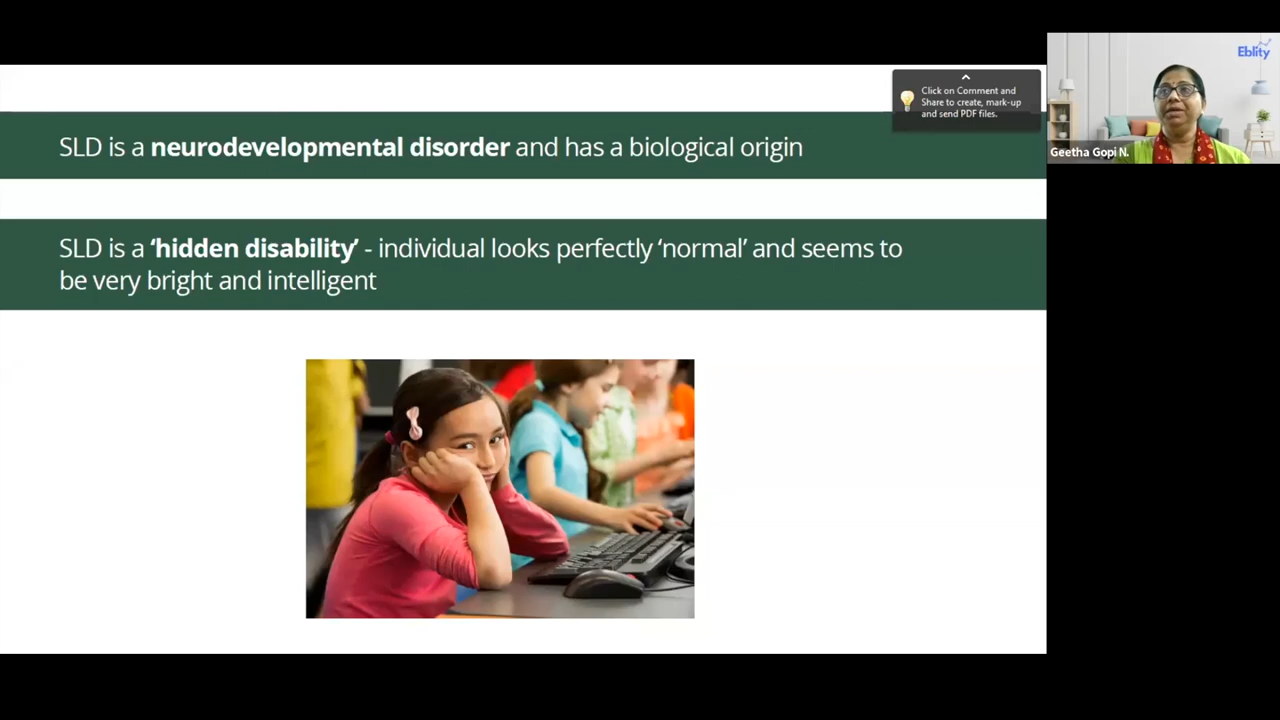 SLD is a neurodevelopmental disorder and has a biological origin
SLD is a ‘hidden disability’ - individual looks perfectly ‘normal’ and seems to
be very bright and intelligent
Click on Comment and
Share to create, mark-up
and send PDF files.
Eblity
Geetha Gopi N.